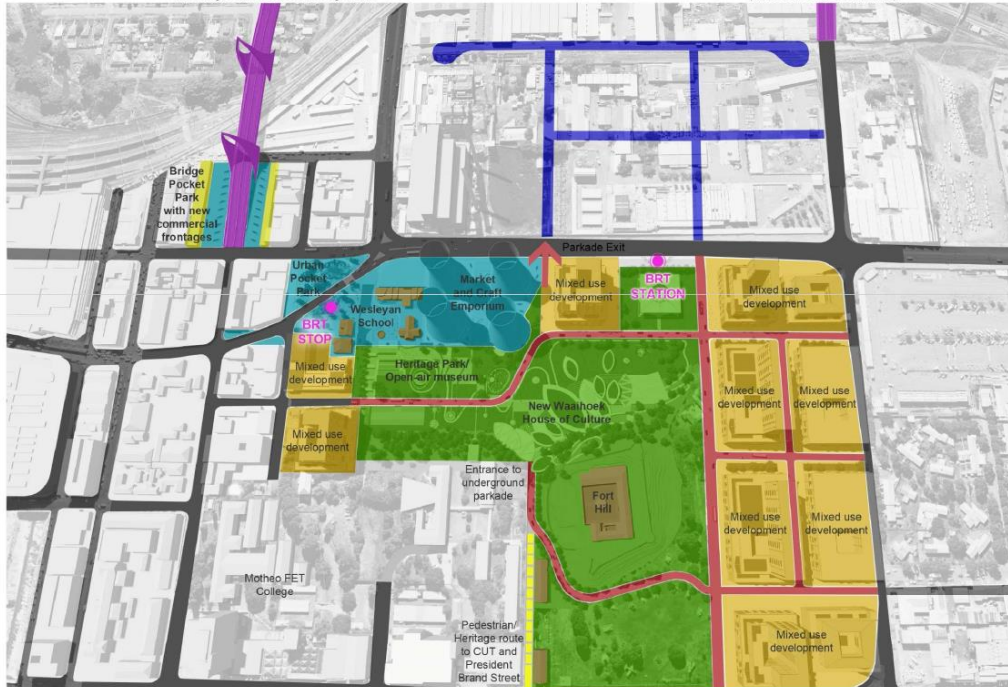 Bridge
Pocket
Park
with new
commercial
frontages
Parkade Exit
Urban
Pocket
Park
Market
and Craft
Emporium
Mixed use
development
BRT
STATION
Mixed use
development
Wesleyan
School
BRT
STOP
Mixed use
development
Heritage Park/
Open-air museum
Mixed use
development
Mixed use
development
New Waaihoek
House of Culture
Mixed use
development
Entrance to
underground
parkade
Fort
Hill
Mixed use
development
Mixed use
development
Motheo FET
College
Pedestrian/
Heritage route
to CUT and
President
Brand Street
Mixed use
development